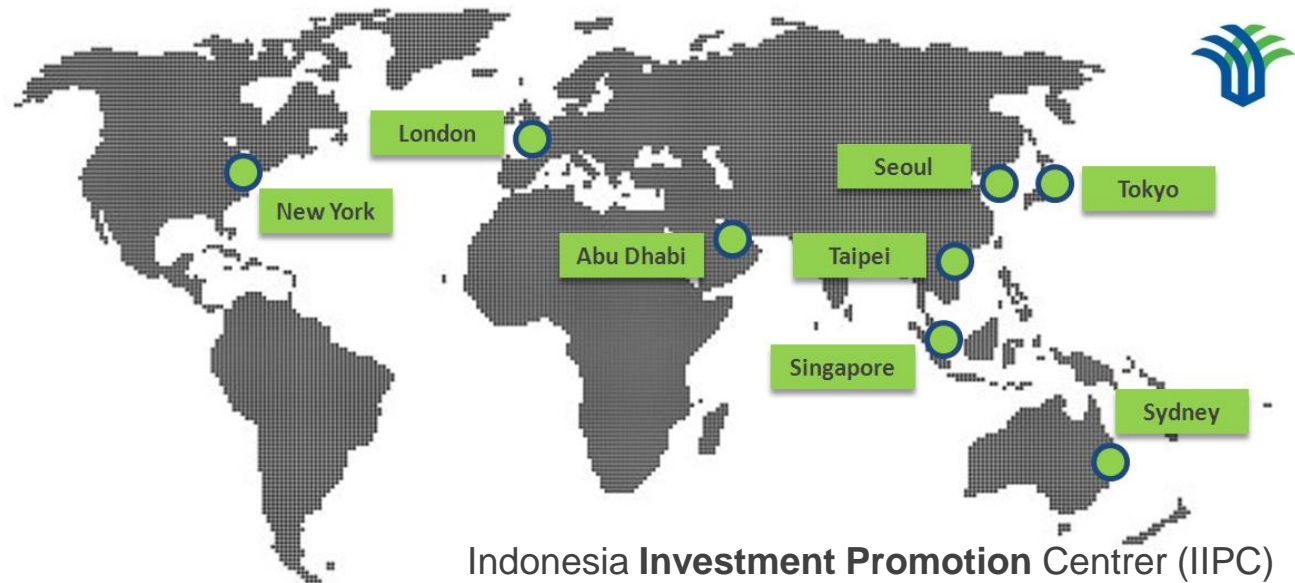 London
Seoul
Tokyo
New York
Abu Dhabi
Taipei
Singapore
Sydney
Indonesia Investment Promotion Centrer (IIPC)